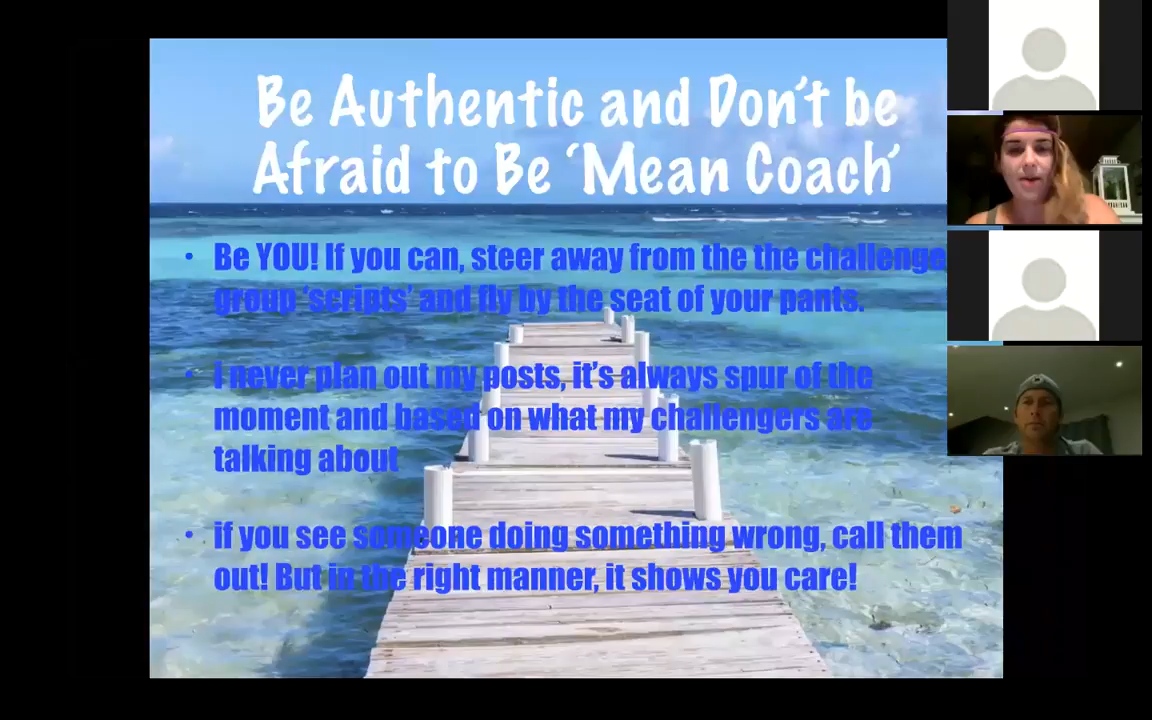 Be Authentic and Don't be
Afraid to Be 'Mean Coach'
• Be YOU! If you can, steer away from the the challenge
group 'scripts' and fly by the seat of your pants.
• I never plan out my posts, it's always spur of the
moment and based on what my challengers are
talking about
• if you see someone doing something wrong, call them
out! But in the right manner, it shows you care!